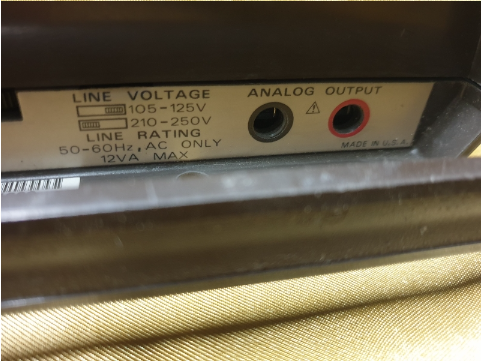 LINE VOLTAGE
105-125V
210-250V
LINE RATING
50-60Hz, AC ONLY
12VA MAX
ANALOG OUTPUT
MADE IN U.S.A.